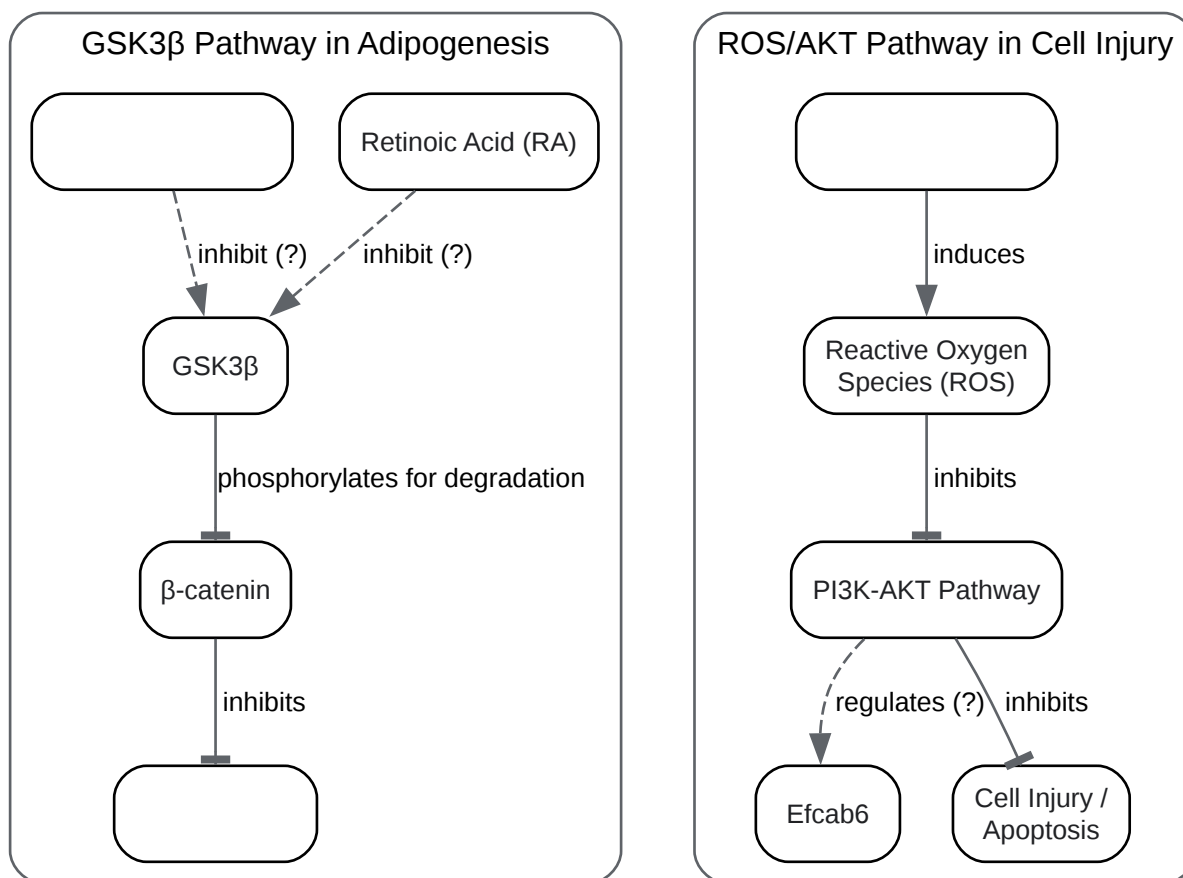 GSK3β Pathway in Adipogenesis
Retinoic Acid (RA)
inhibit (?)
inhibit (?)
GSK3β
phosphorylates for degradation
β-catenin
inhibits
ROS/AKT Pathway in Cell Injury
induces
Reactive Oxygen
Species (ROS)
inhibits
PI3K-AKT Pathway
regulates (?)
inhibits
Efcab6
Cell Injury /
Apoptosis